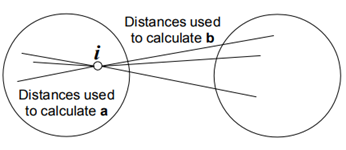 Distances used
to calculate b
i
Distances used
to calculate a